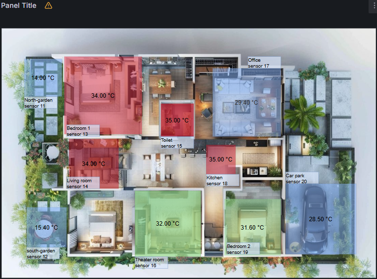 Panel Title
Office
sensor 17
14.00 °C
North-garden
sensor 11
34.00 °C
29.40 °C
Bedroom 1
sensor 13
35.00 °C
Toilet
sensor 15
34.30 °C
35.00 °C
Living room
sensor 14
Kitchen
sensor 18
Car park
sensor 20
15.40 °C
32.00 °C
31.60 °C
28.50 °C
south-garden
sensor 12
Theater room
sensor 16
Bedroom 2
sensor 19